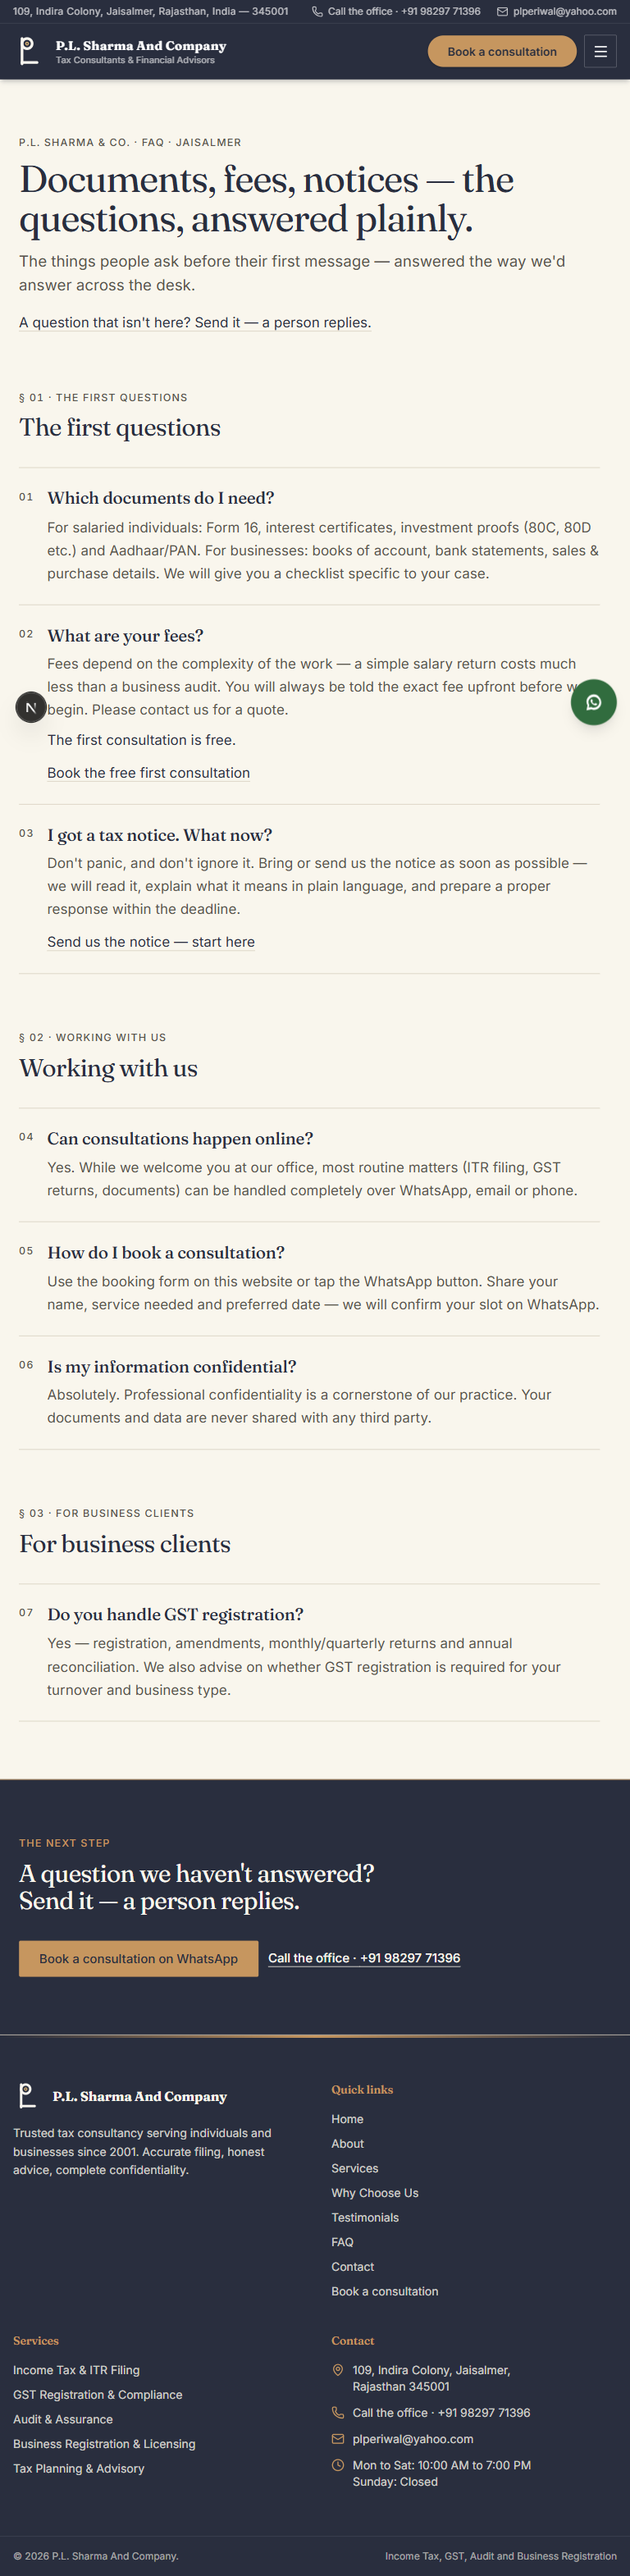 109, Indira Colony, Jaisalmer, Rajasthan, India — 345001
Call the office · +91 98297 71396
plperiwal@yahoo.com
P.L. Sharma And Company
Tax Consultants & Financial Advisors
Book a consultation
P.L. SHARMA & CO. · FAQ · JAISALMER
Documents, fees, notices — the
questions, answered plainly.
The things people ask before their first message — answered the way we'd
answer across the desk.
A question that isn't here? Send it — a person replies.
§ 01 · THE FIRST QUESTIONS
The first questions
01 Which documents do I need?
For salaried individuals: Form 16, interest certificates, investment proofs (80C, 80D
etc.) and Aadhaar/PAN. For businesses: books of account, bank statements, sales &
purchase details. We will give you a checklist specific to your case.
02 What are your fees?
Fees depend on the complexity of the work — a simple salary return costs much
less than a business audit. You will always be told the exact fee upfront before
N
begin. Please contact us for a quote.
The first consultation is free.
Book the free first consultation
03 I got a tax notice. What now?
Don't panic, and don't ignore it. Bring or send us the notice as soon as possible —
we will read it, explain what it means in plain language, and prepare a proper
response within the deadline.
Send us the notice — start here
§ 02 · WORKING WITH US
Working with us
04 Can consultations happen online?
Yes. While we welcome you at our office, most routine matters (ITR filing, GST
returns, documents) can be handled completely over WhatsApp, email or phone.
05 How do I book a consultation?
Use the booking form on this website or tap the WhatsApp button. Share your
name, service needed and preferred date — we will confirm your slot on WhatsApp.
06 Is my information confidential?
Absolutely. Professional confidentiality is a cornerstone of our practice. Your
documents and data are never shared with any third party.
§ 03 · FOR BUSINESS CLIENTS
For business clients
07 Do you handle GST registration?
Yes — registration, amendments, monthly/quarterly returns and annual
reconciliation. We also advise on whether GST registration is required for your
turnover and business type.
THE NEXT STEP
A question we haven't answered?
Send it — a person replies.
Book a consultation on WhatsApp
Call the office · +91 98297 71396
P.L. Sharma And Company
Trusted tax consultancy serving individuals and
businesses since 2001. Accurate filing, honest
advice, complete confidentiality.
Quick links
Home
About
Services
Why Choose Us
Testimonials
FAQ
Contact
Book a consultation
Services
Income Tax & ITR Filing
GST Registration & Compliance
Audit & Assurance
Business Registration & Licensing
Tax Planning & Advisory
Contact
109, Indira Colony, Jaisalmer,
Rajasthan 345001
Call the office · +91 98297 71396
plperiwal@yahoo.com
Mon to Sat: 10:00 AM to 7:00 PM
Sunday: Closed
© 2026 P.L. Sharma And Company.
Income Tax, GST, Audit and Business Registration